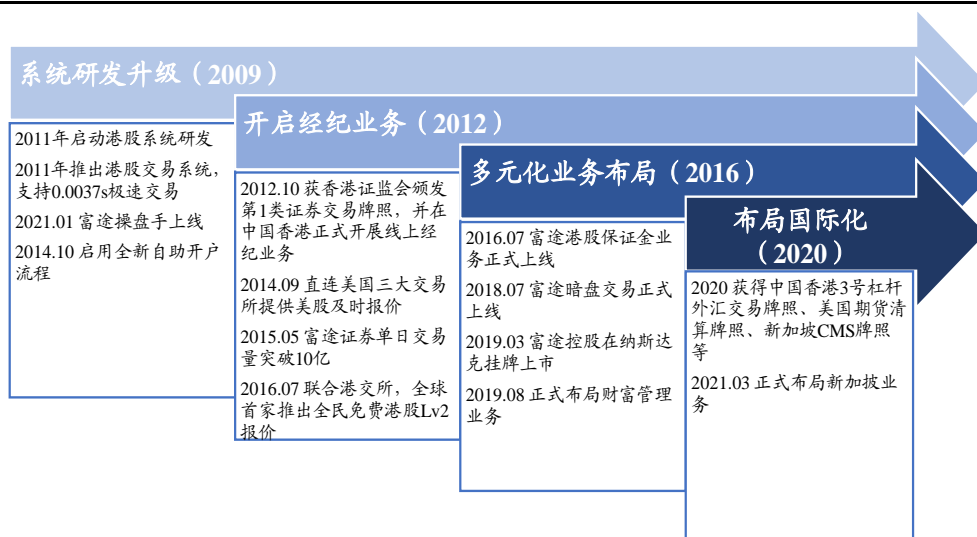 系统研发升级（2009）
2011年启动港股系统研发
2011年推出港股交易系统，
支持0.0037s极速交易
2021.01 富途操盘手上线
2014.10 启用全新自助开户
流程
开启经纪业务（2012）
2012.10 获香港证监会颁发
第1类证券交易牌照，并在
中国香港正式开展线上经
纪业务
2014.09 直连美国三大交易
所提供美股及时报价
2015.05 富途证券单日交易
量突破10亿
2016.07 联合港交所，全球
首家推出全民免费港股Lv2
报价
多元化业务布局（2016）
2016.07 富途港股保证金业
务正式上线
2018.07 富途暗盘交易正式
上线
2019.03 富途控股在纳斯达
克挂牌上市
2019.08 正式布局财富管理
业务
布局国际化
（2020）
2020 获得中国香港3号杠杆
外汇交易牌照、美国期货清
算牌照、新加坡CMS牌照
等
2021.03 正式布局新加披业
务